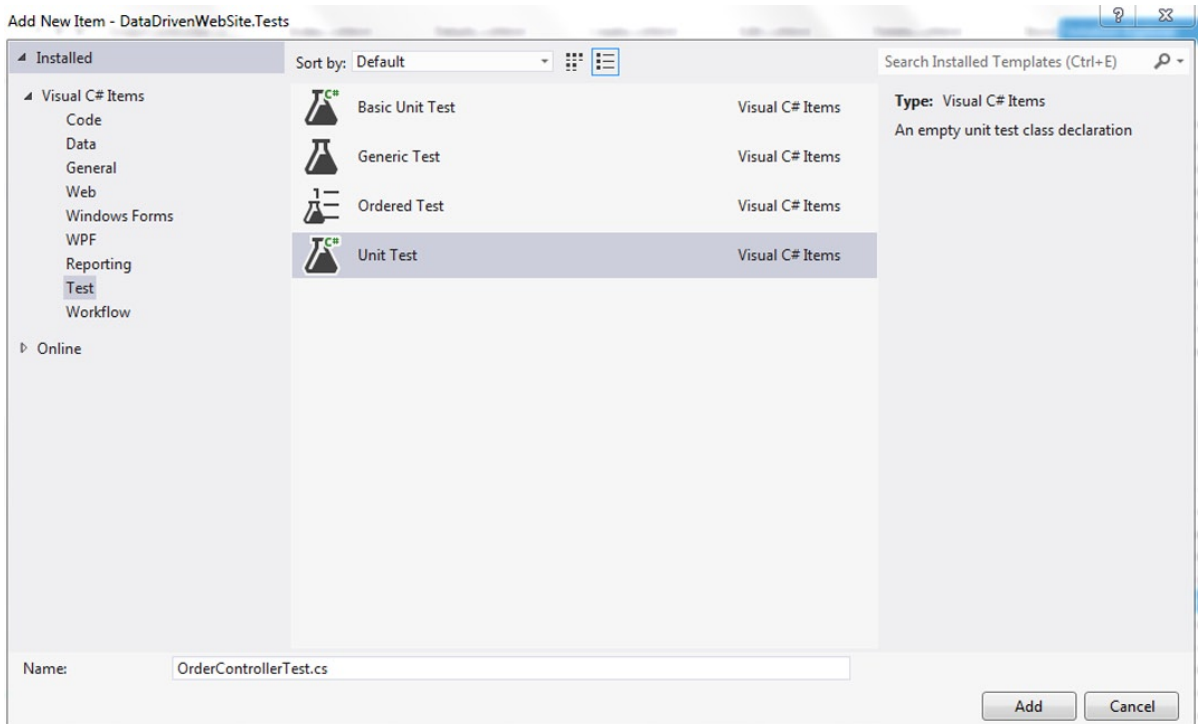 Add New Item - DataDrivenWebSite.Tests
Installed
Sort by: Default
Search Installed Templates (Ctrl+E)
Visual C# Items
Code
Data
General
Web
Windows Forms
WPF
Reporting
Test
Workflow
Online
C#
Basic Unit Test Visual C# Items
Generic Test Visual C# Items
1
Ordered Test Visual C# Items
C#
Unit Test Visual C# Items
Type: Visual C# Items
An empty unit test class declaration
Name: OrderControllerTest.cs
Add Cancel